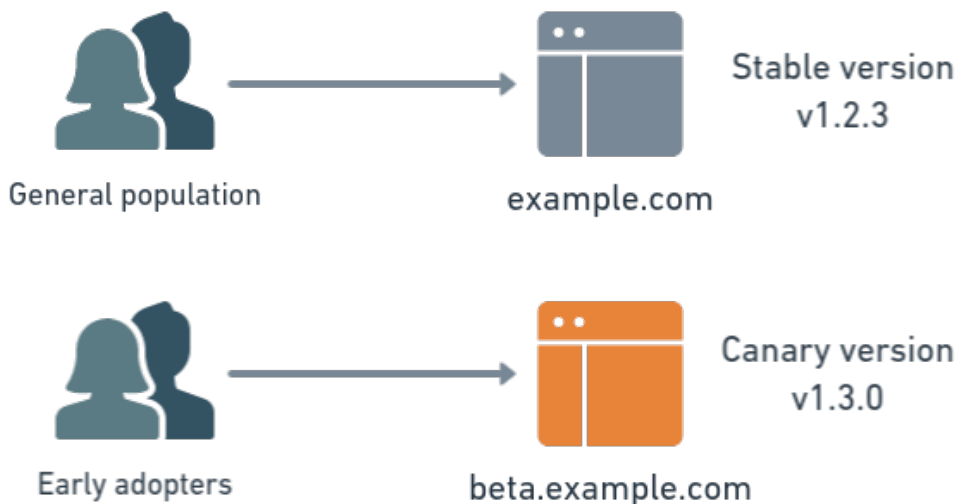 Stable version
v1.2.3
General population
example.com
Canary version
v1.3.0
Early adopters
beta.example.com